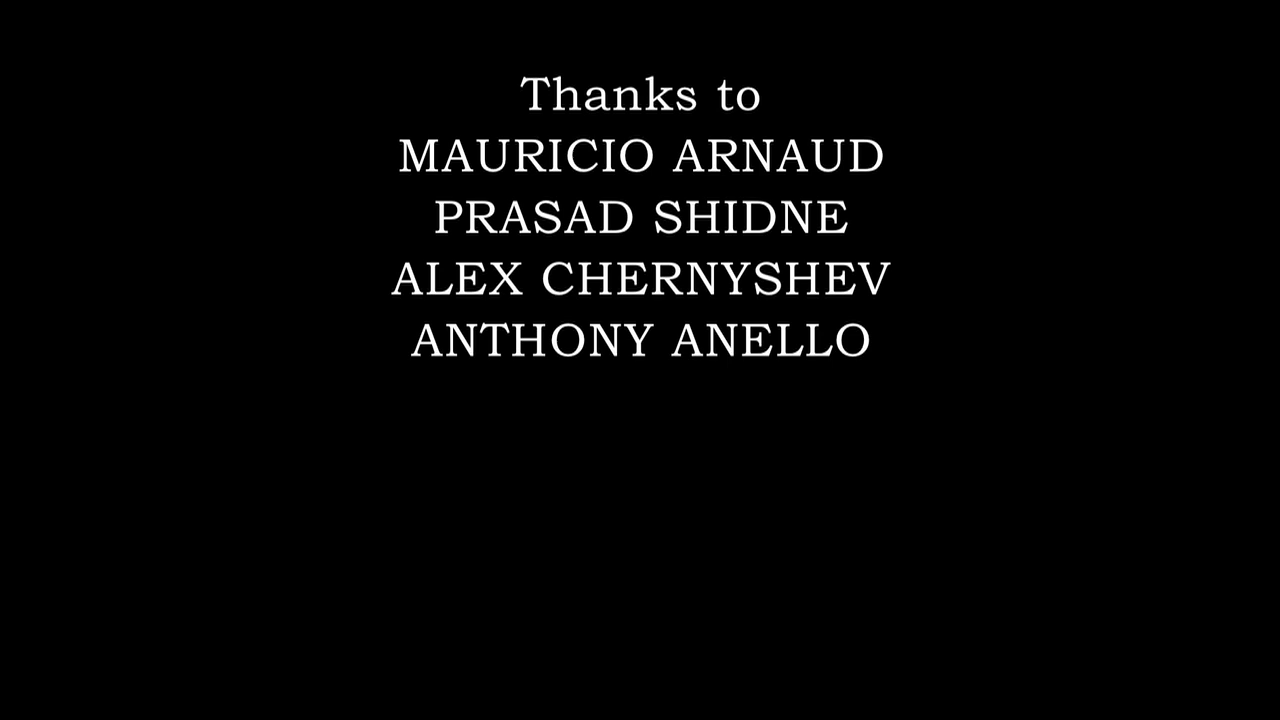 Thanks to
MAURICIO ARNAUD
PRASAD SHIDNE
ALEX CHERNYSHEV
ANTHONY ANELLO